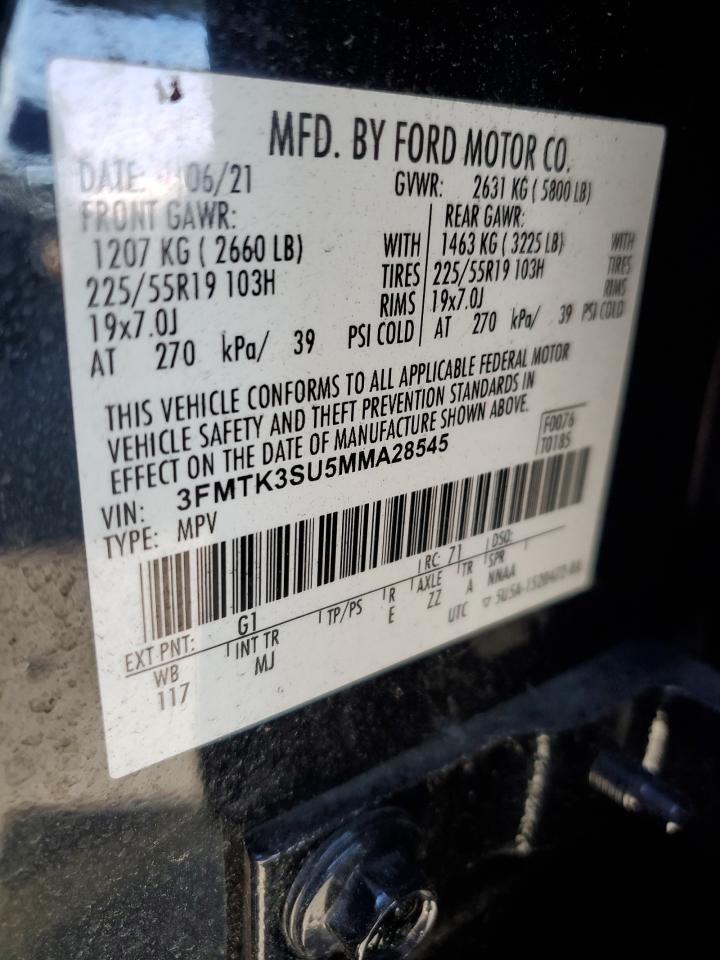 MFD. BY FORD MOTOR CO.
DATE: 06/21 GVWR: 2631 KG ( 5800 LB)
FRONT GAWR: REAR GAWR:
1207 KG ( 2660 LB) WITH 1463 KG ( 3225 LB) WITH
225/55R19 103H TIRES 225/55R19 103H TIRES
19x7.0J RIMS 19x7.0J RIMS
AT 270 kPa/ 39 PSI COLD AT 270 kPa/ 39 PSI COLD
THIS VEHICLE CONFORMS TO ALL APPLICABLE FEDERAL MOTOR
VEHICLE SAFETY AND THEFT PREVENTION STANDARDS IN
EFFECT ON THE DATE OF MANUFACTURE SHOWN ABOVE.
F0076
T0185
VIN: 3FMTK3SU5MMA28545
TYPE: MPV
EXT PNT: G1 RC: 71 DSO:
WB INT TR TP/PS R AXLE TR SPR
117 MJ E ZZ A NNAA
UTC